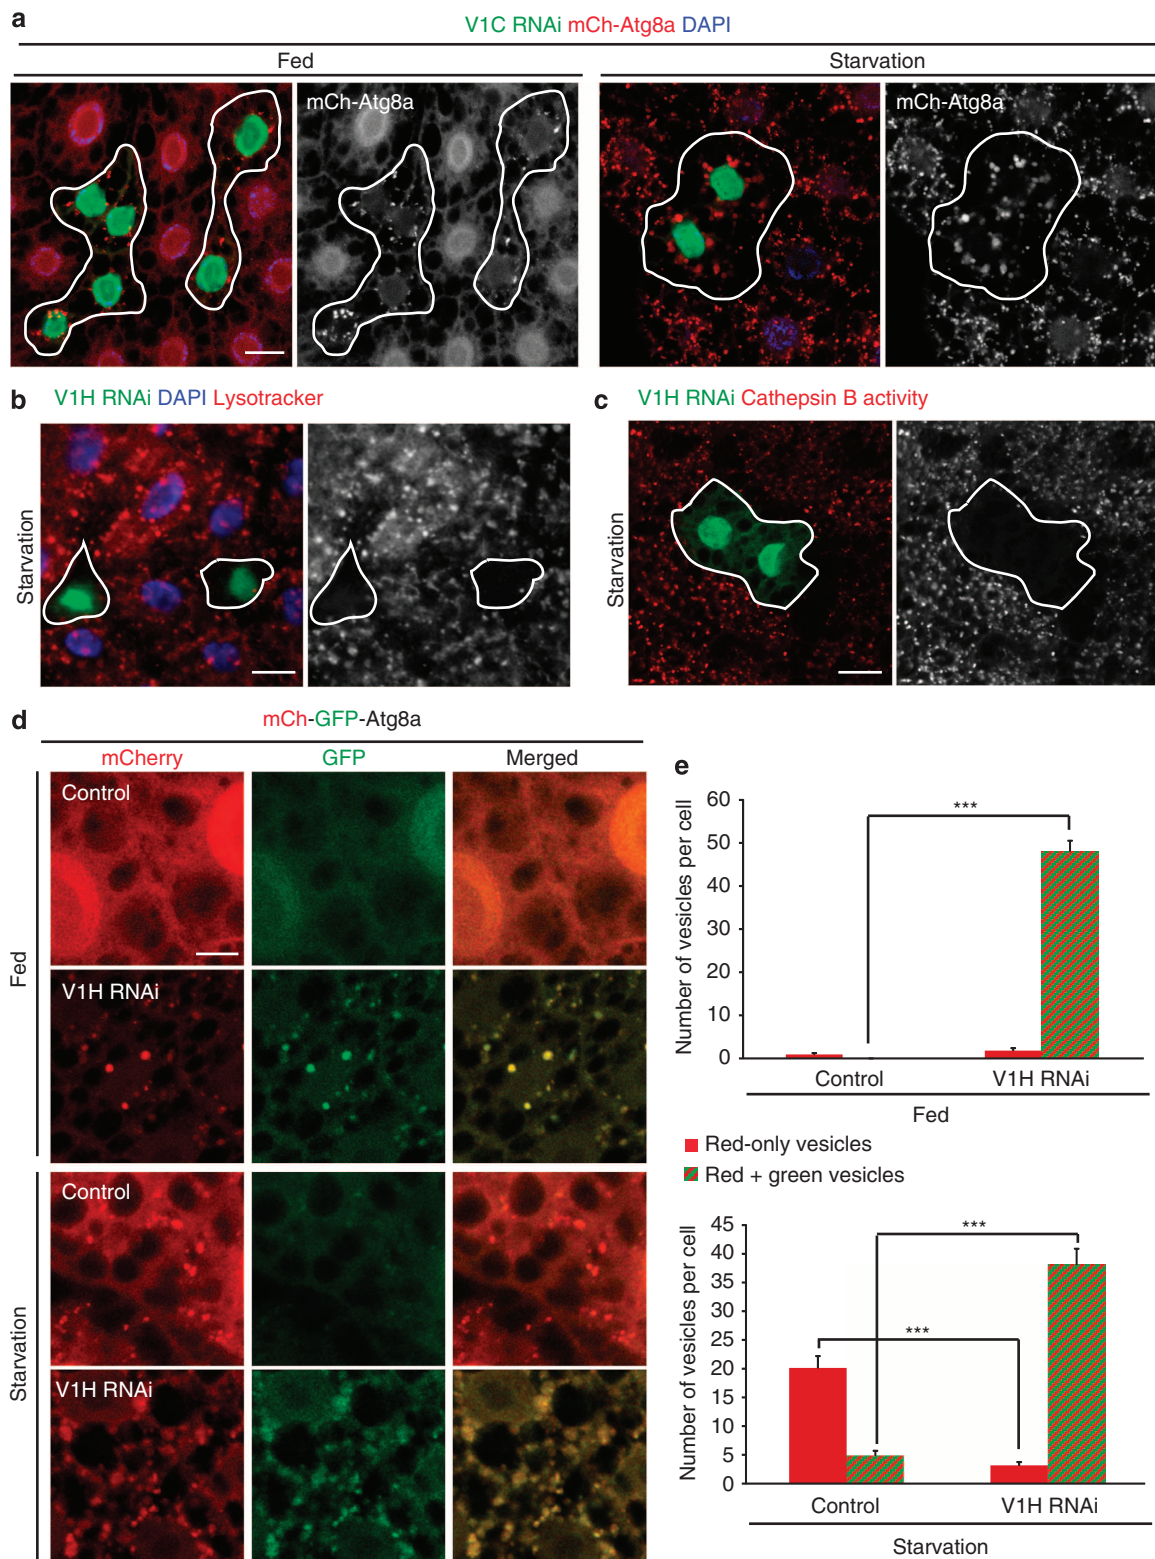 a
V1C RNAi mCh-Atg8a DAPI
Fed
Starvation
mCh-Atg8a
mCh-Atg8a
b
V1H RNAi DAPI Lysotracker
Starvation
c
V1H RNAi Cathepsin B activity
Starvation
d
mCh-GFP-Atg8a
mCherry
GFP
Merged
Fed
Control
V1H RNAi
Starvation
Control
V1H RNAi
e
Number of vesicles per cell
60
50
40
30
20
10
0
***
Control
V1H RNAi
Fed
Red-only vesicles
Red + green vesicles
Number of vesicles per cell
45
40
35
30
25
20
15
10
5
0
***
***
Control
V1H RNAi
Starvation